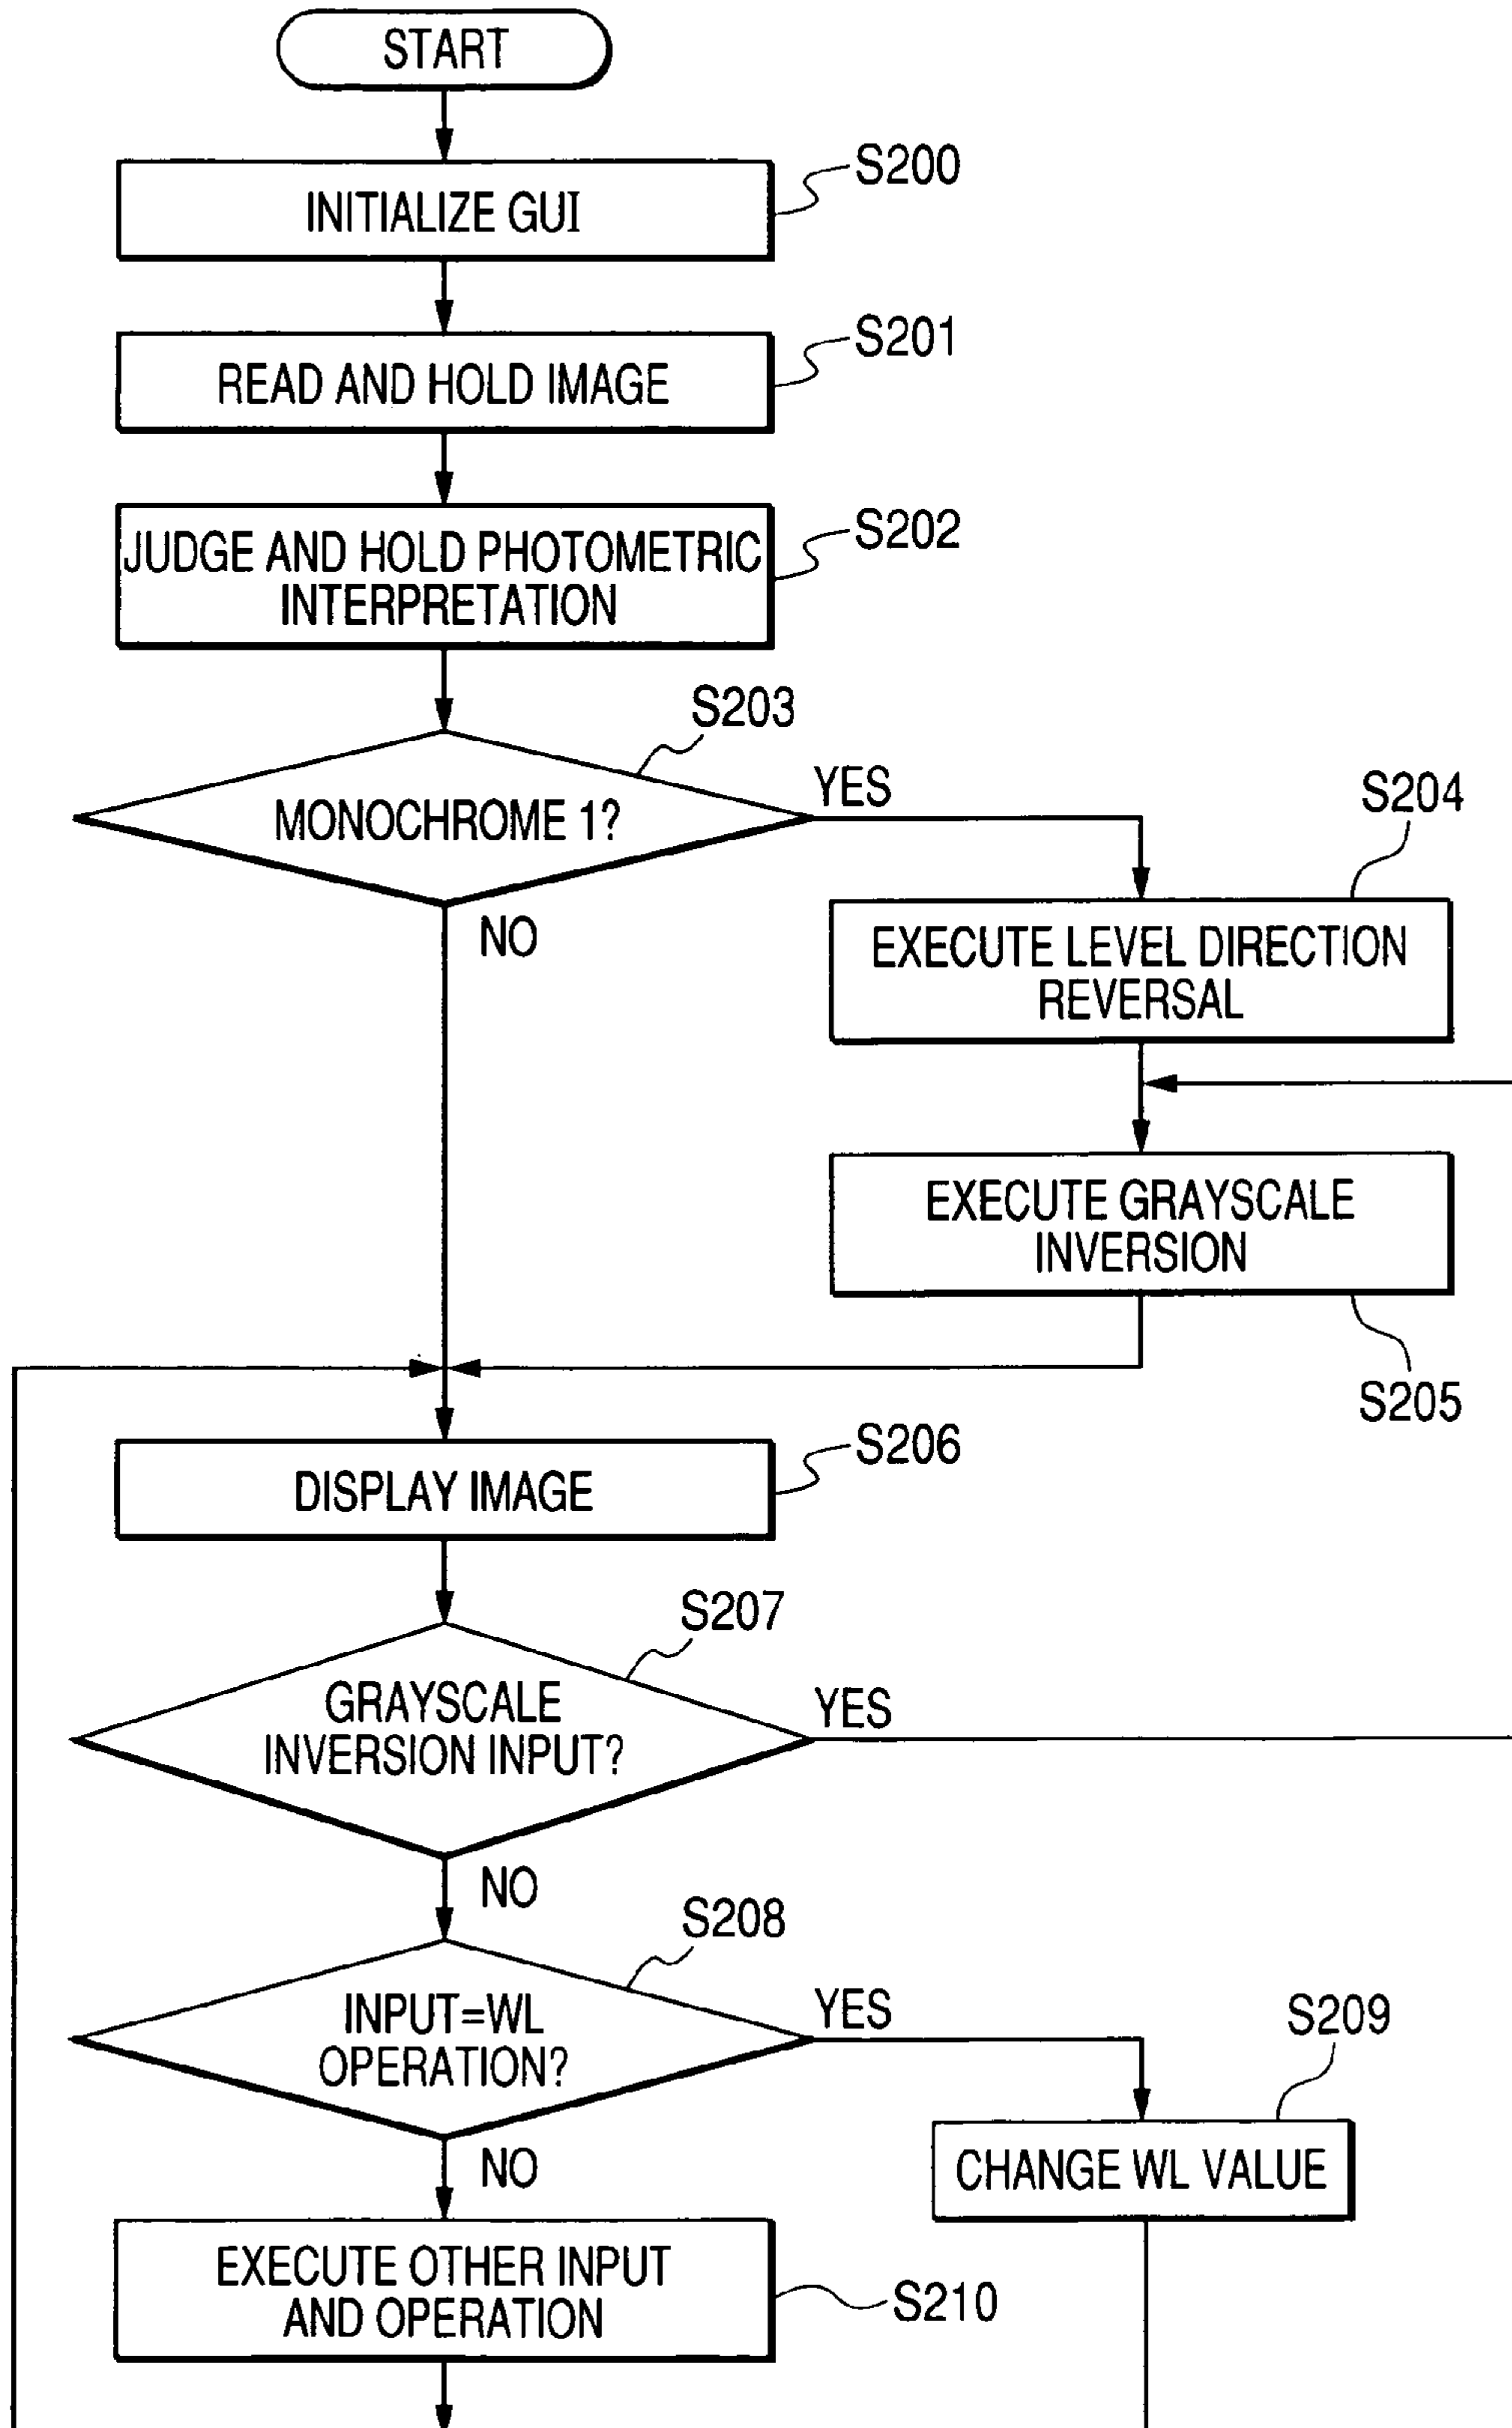 START
S200
INITIALIZE GUI
S201
READ AND HOLD IMAGE
S202
JUDGE AND HOLD PHOTOMETRIC
INTERPRETATION
S203
MONOCHROME 1?
YES
NO
S204
EXECUTE LEVEL DIRECTION
REVERSAL
EXECUTE GRAYSCALE
INVERSION
S205
S206
DISPLAY IMAGE
S207
GRAYSCALE
INVERSION INPUT?
YES
NO
S208
INPUT=WL
OPERATION?
YES
NO
S209
CHANGE WL VALUE
EXECUTE OTHER INPUT
AND OPERATION
S210